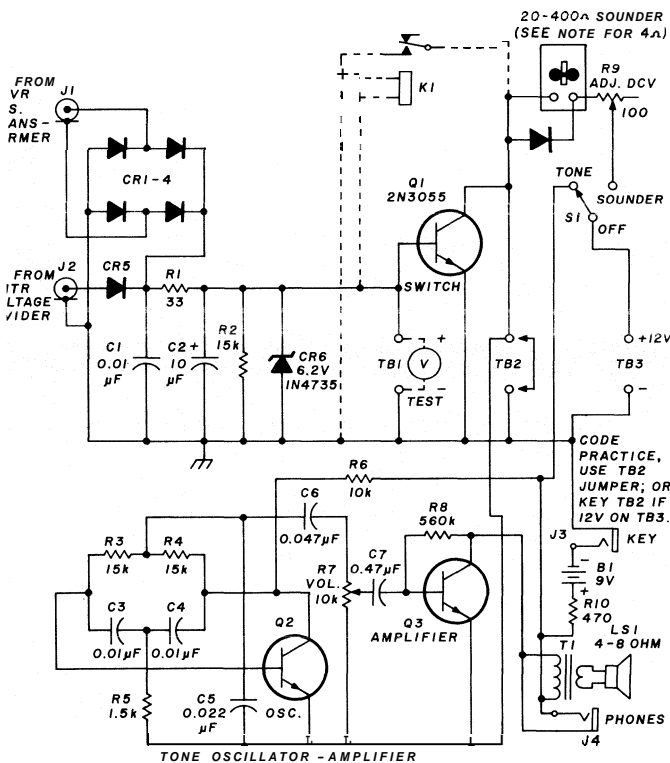 20-400Ω SOUNDER
(SEE NOTE FOR 4Ω)
R9
ADJ. DCV
100
FROM
VR
S.
ANS-
RMER
J1
K1
CR1-4
TONE
SOUNDER
S1
OFF
Q1
2N3055
SWITCH
FROM
TR
LTAGE
VIDER
J2
CR5
R1
33
C1
0.01
µF
C2 +
10
µF
R2
15k
CR6
6.2V
1N4735
+
TB1
V
−
TEST
TB2
+12V
TB3
−
CODE
PRACTICE,
USE TB2
JUMPER; OR
KEY TB2 IF
12V ON TB3.
R6
10k
C6
0.047µF
R3
15k
R4
15k
C3
0.01µF
C4
0.01µF
R5
1.5k
C5
0.022
µF
Q2
OSC.
R7
VOL.
10k
C7
0.47µF
R8
560k
Q3
AMPLIFIER
J3
KEY
−
B1
9V
+
R10
470
LS1
4-8 OHM
T1
PHONES
J4
TONE OSCILLATOR-AMPLIFIER